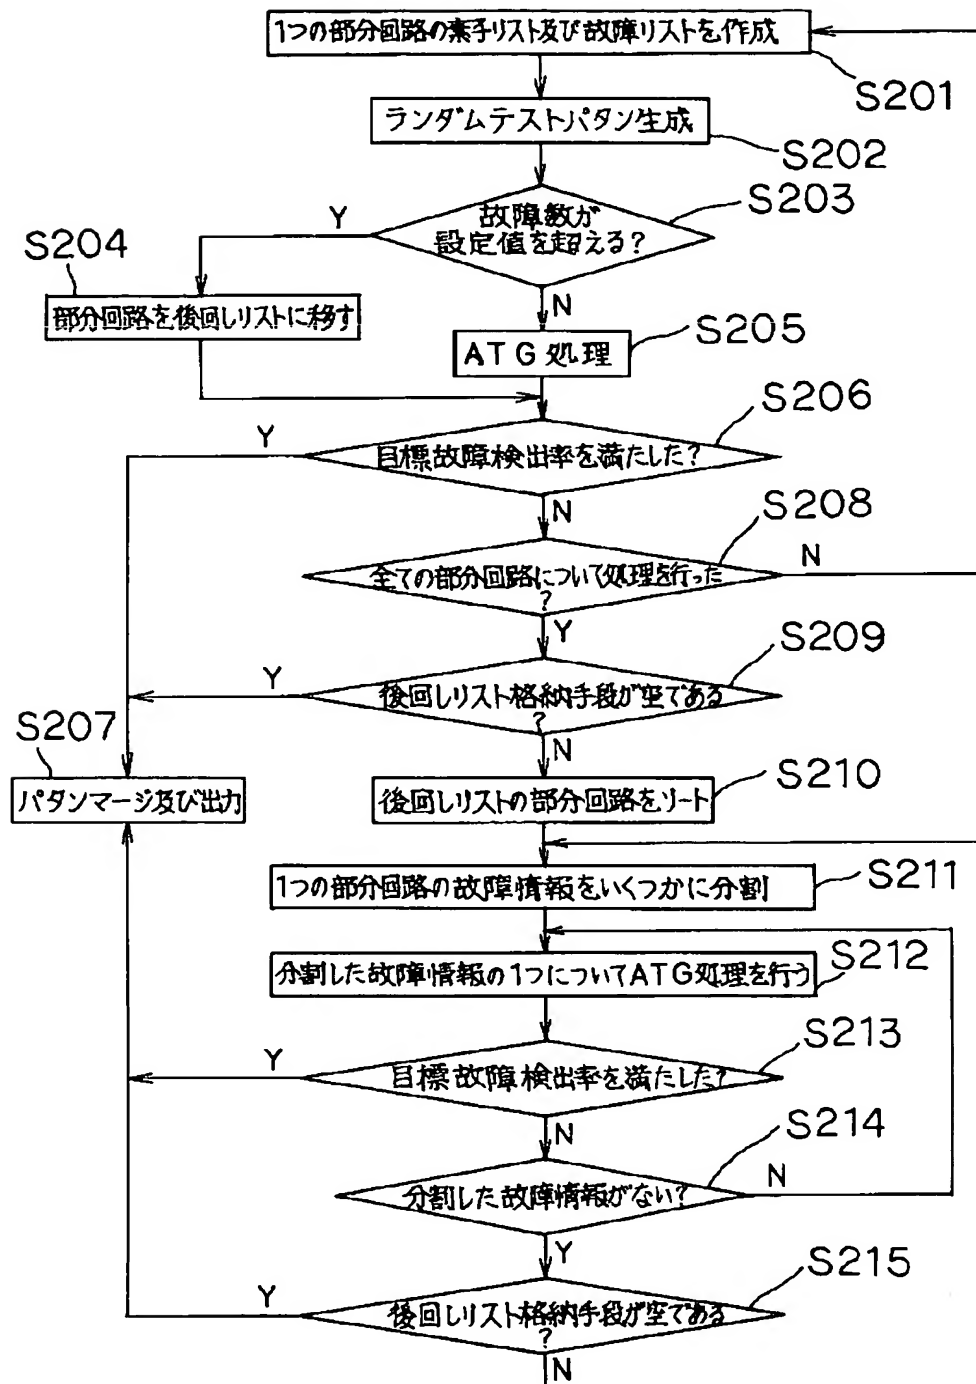 1つの部分回路の素子リスト及び故障リストを作成
S201
ランダムテストパタン生成
S202
S203
故障数が
設定値を超える?
Y
S204
部分回路を後回しリストに移す
N
S205
ATG処理
S206
Y
目標故障検出率を満たした?
N
S208
全ての部分回路について処理を行った
?
N
Y
S209
Y
後回しリスト格納手段が空である
?
N
S207
パタンマージ及び出力
S210
後回しリストの部分回路をソート
S211
1つの部分回路の故障情報をいくつかに分割
S212
分割した故障情報の1つについてATG処理を行う
S213
Y
目標故障検出率を満たした?
N
S214
分割した故障情報がない?
N
Y
S215
Y
後回しリスト格納手段が空である
?
N